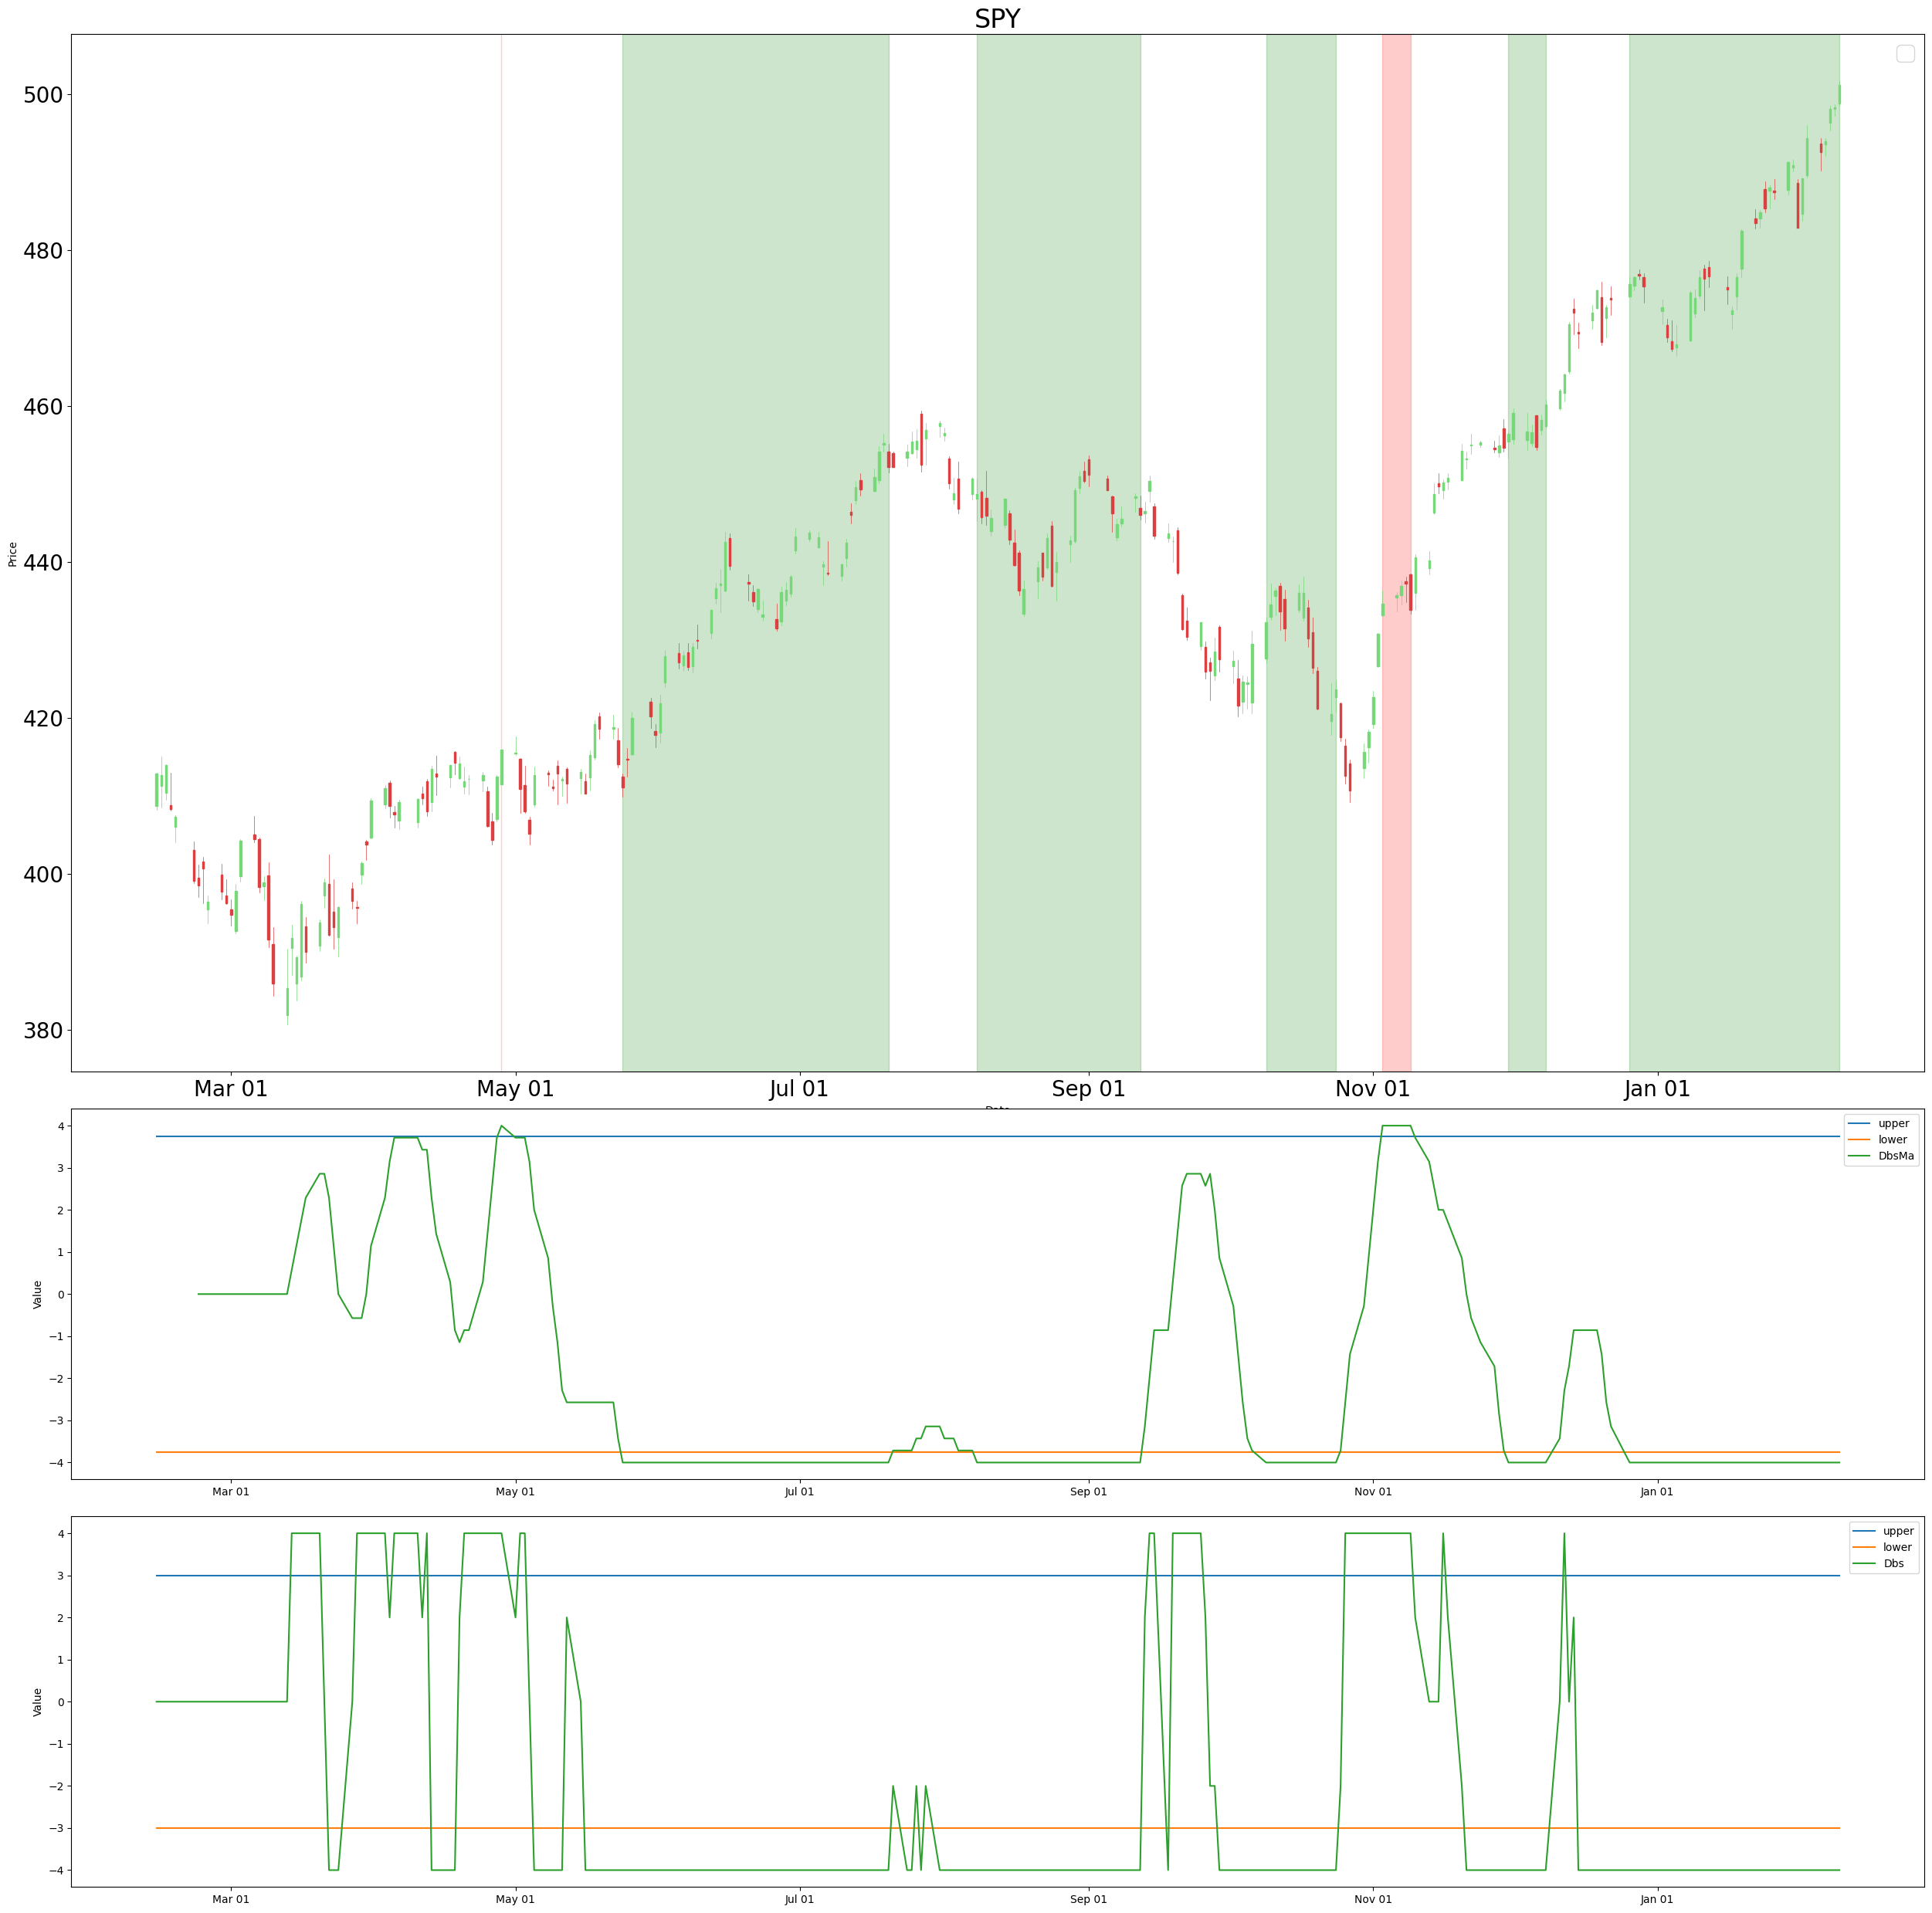 SPY
Price
500
480
460
440
420
400
380
Mar 01
May 01
Jul 01
Sep 01
Nov 01
Jan 01
Value
4
3
2
1
0
−1
−2
−3
−4
upper
lower
DbsMa
Mar 01
May 01
Jul 01
Sep 01
Nov 01
Jan 01
Value
4
3
2
1
0
−1
−2
−3
−4
upper
lower
Dbs
Mar 01
May 01
Jul 01
Sep 01
Nov 01
Jan 01